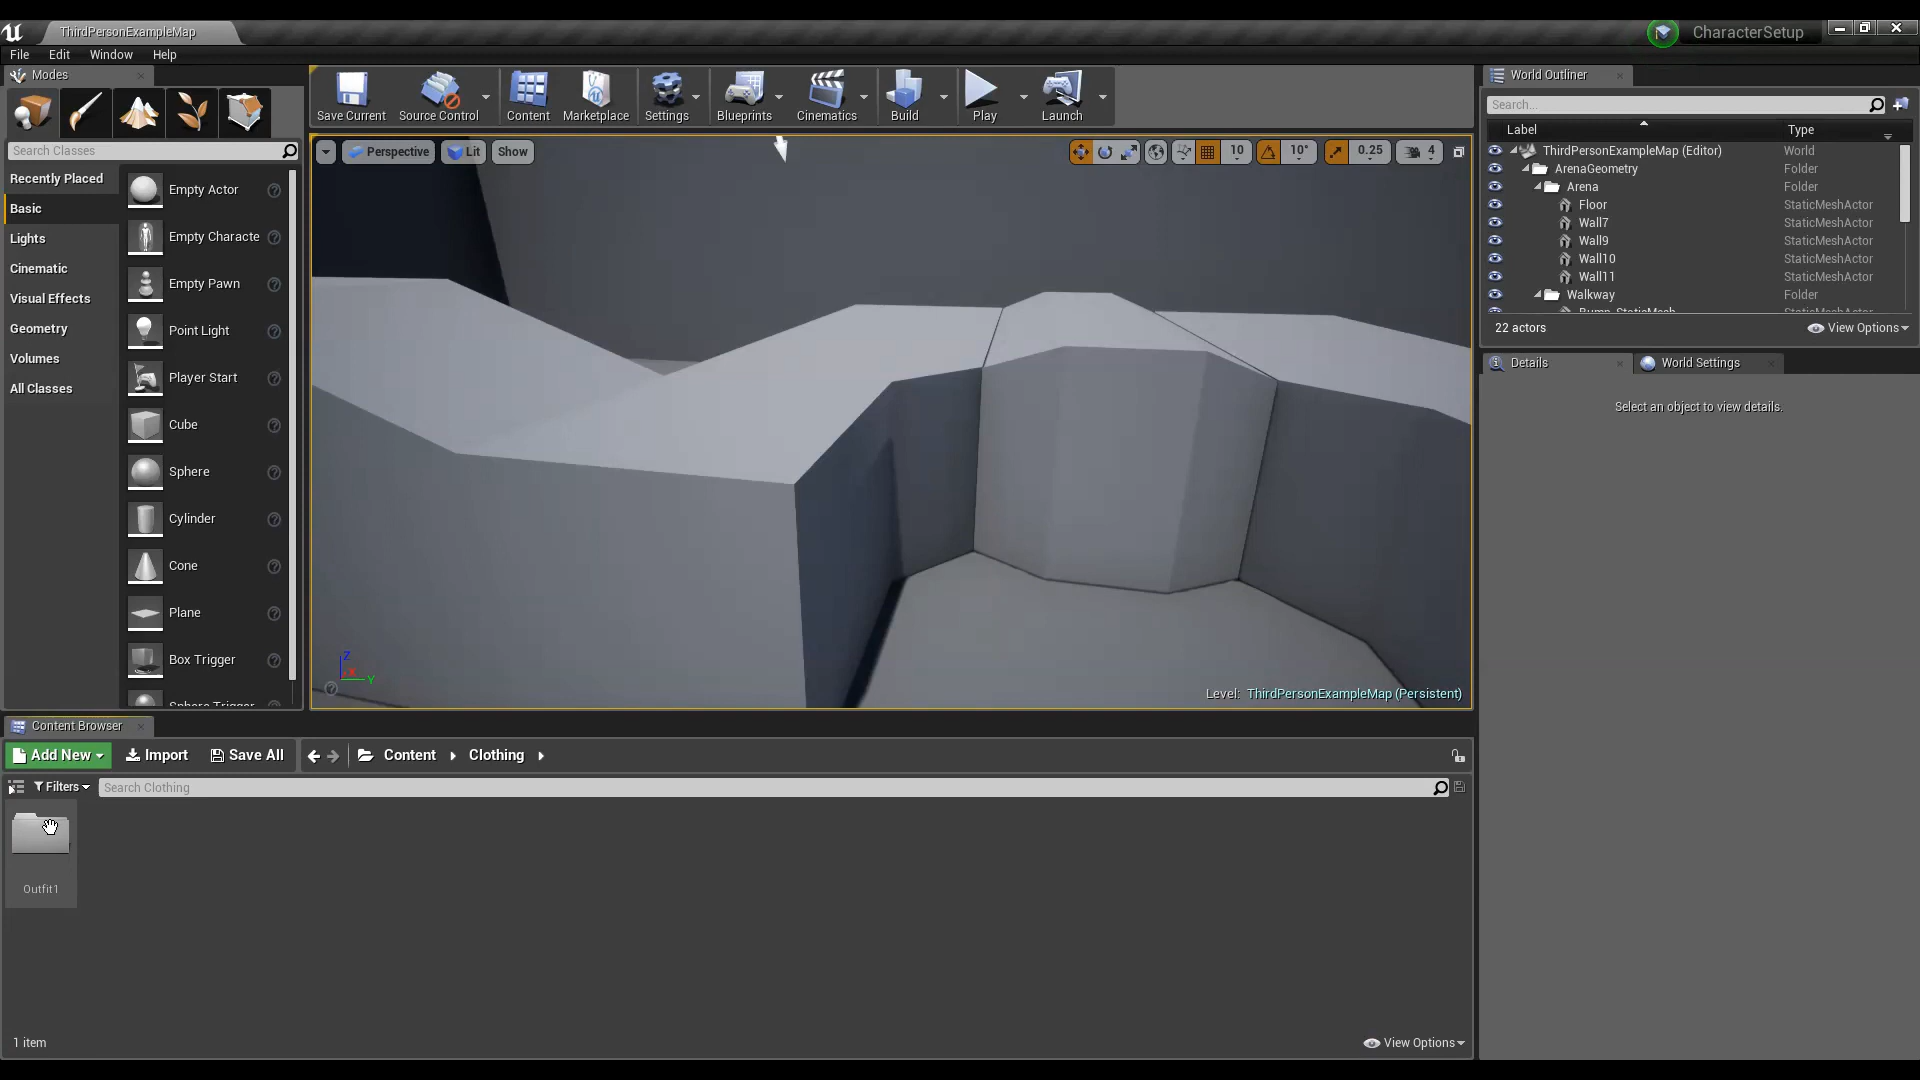 ThirdPersonExampleMap
CharacterSetup
File Edit Window Help
Modes
Save Current
Source Control
Content
Marketplace
Settings
Blueprints
Cinematics
Build
Play
Launch
Search Classes
Recently Placed
Basic
Lights
Cinematic
Visual Effects
Geometry
Volumes
All Classes
Empty Actor
Empty Characte
Empty Pawn
Point Light
Player Start
Cube
Sphere
Cylinder
Cone
Plane
Box Trigger
Sphere Trigger
Perspective Lit Show
10 10° 0.25 4
Z
X
Y
Level: ThirdPersonExampleMap (Persistent)
World Outliner
Search...
Label Type
ThirdPersonExampleMap (Editor) World
ArenaGeometry Folder
Arena Folder
Floor StaticMeshActor
Wall7 StaticMeshActor
Wall9 StaticMeshActor
Wall10 StaticMeshActor
Wall11 StaticMeshActor
Walkway Folder
Bump_StaticMesh
22 actors View Options
Details World Settings
Select an object to view details.
Content Browser
Add New Import Save All Content Clothing
Filters Search Clothing
Outfit1
1 item View Options